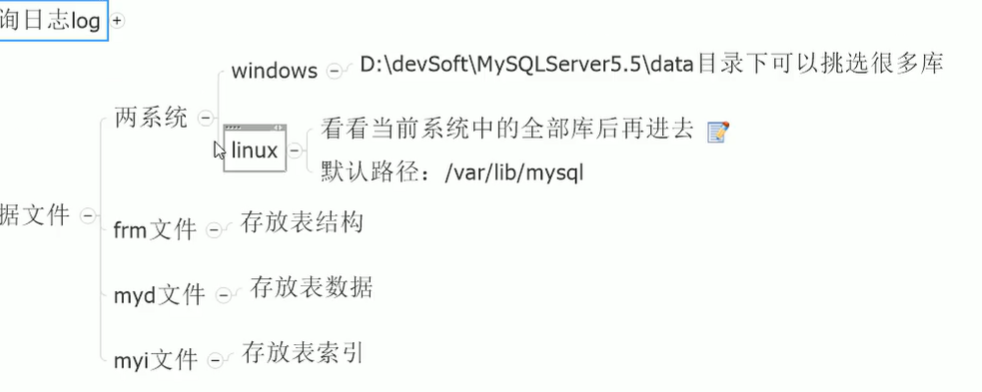 询日志log
windows
D:\devSoft\MySQLServer5.5\data目录下可以挑选很多库
两系统
linux
看看当前系统中的全部库后再进去
默认路径：/var/lib/mysql
据文件
frm文件
存放表结构
myd文件
存放表数据
myi文件
存放表索引